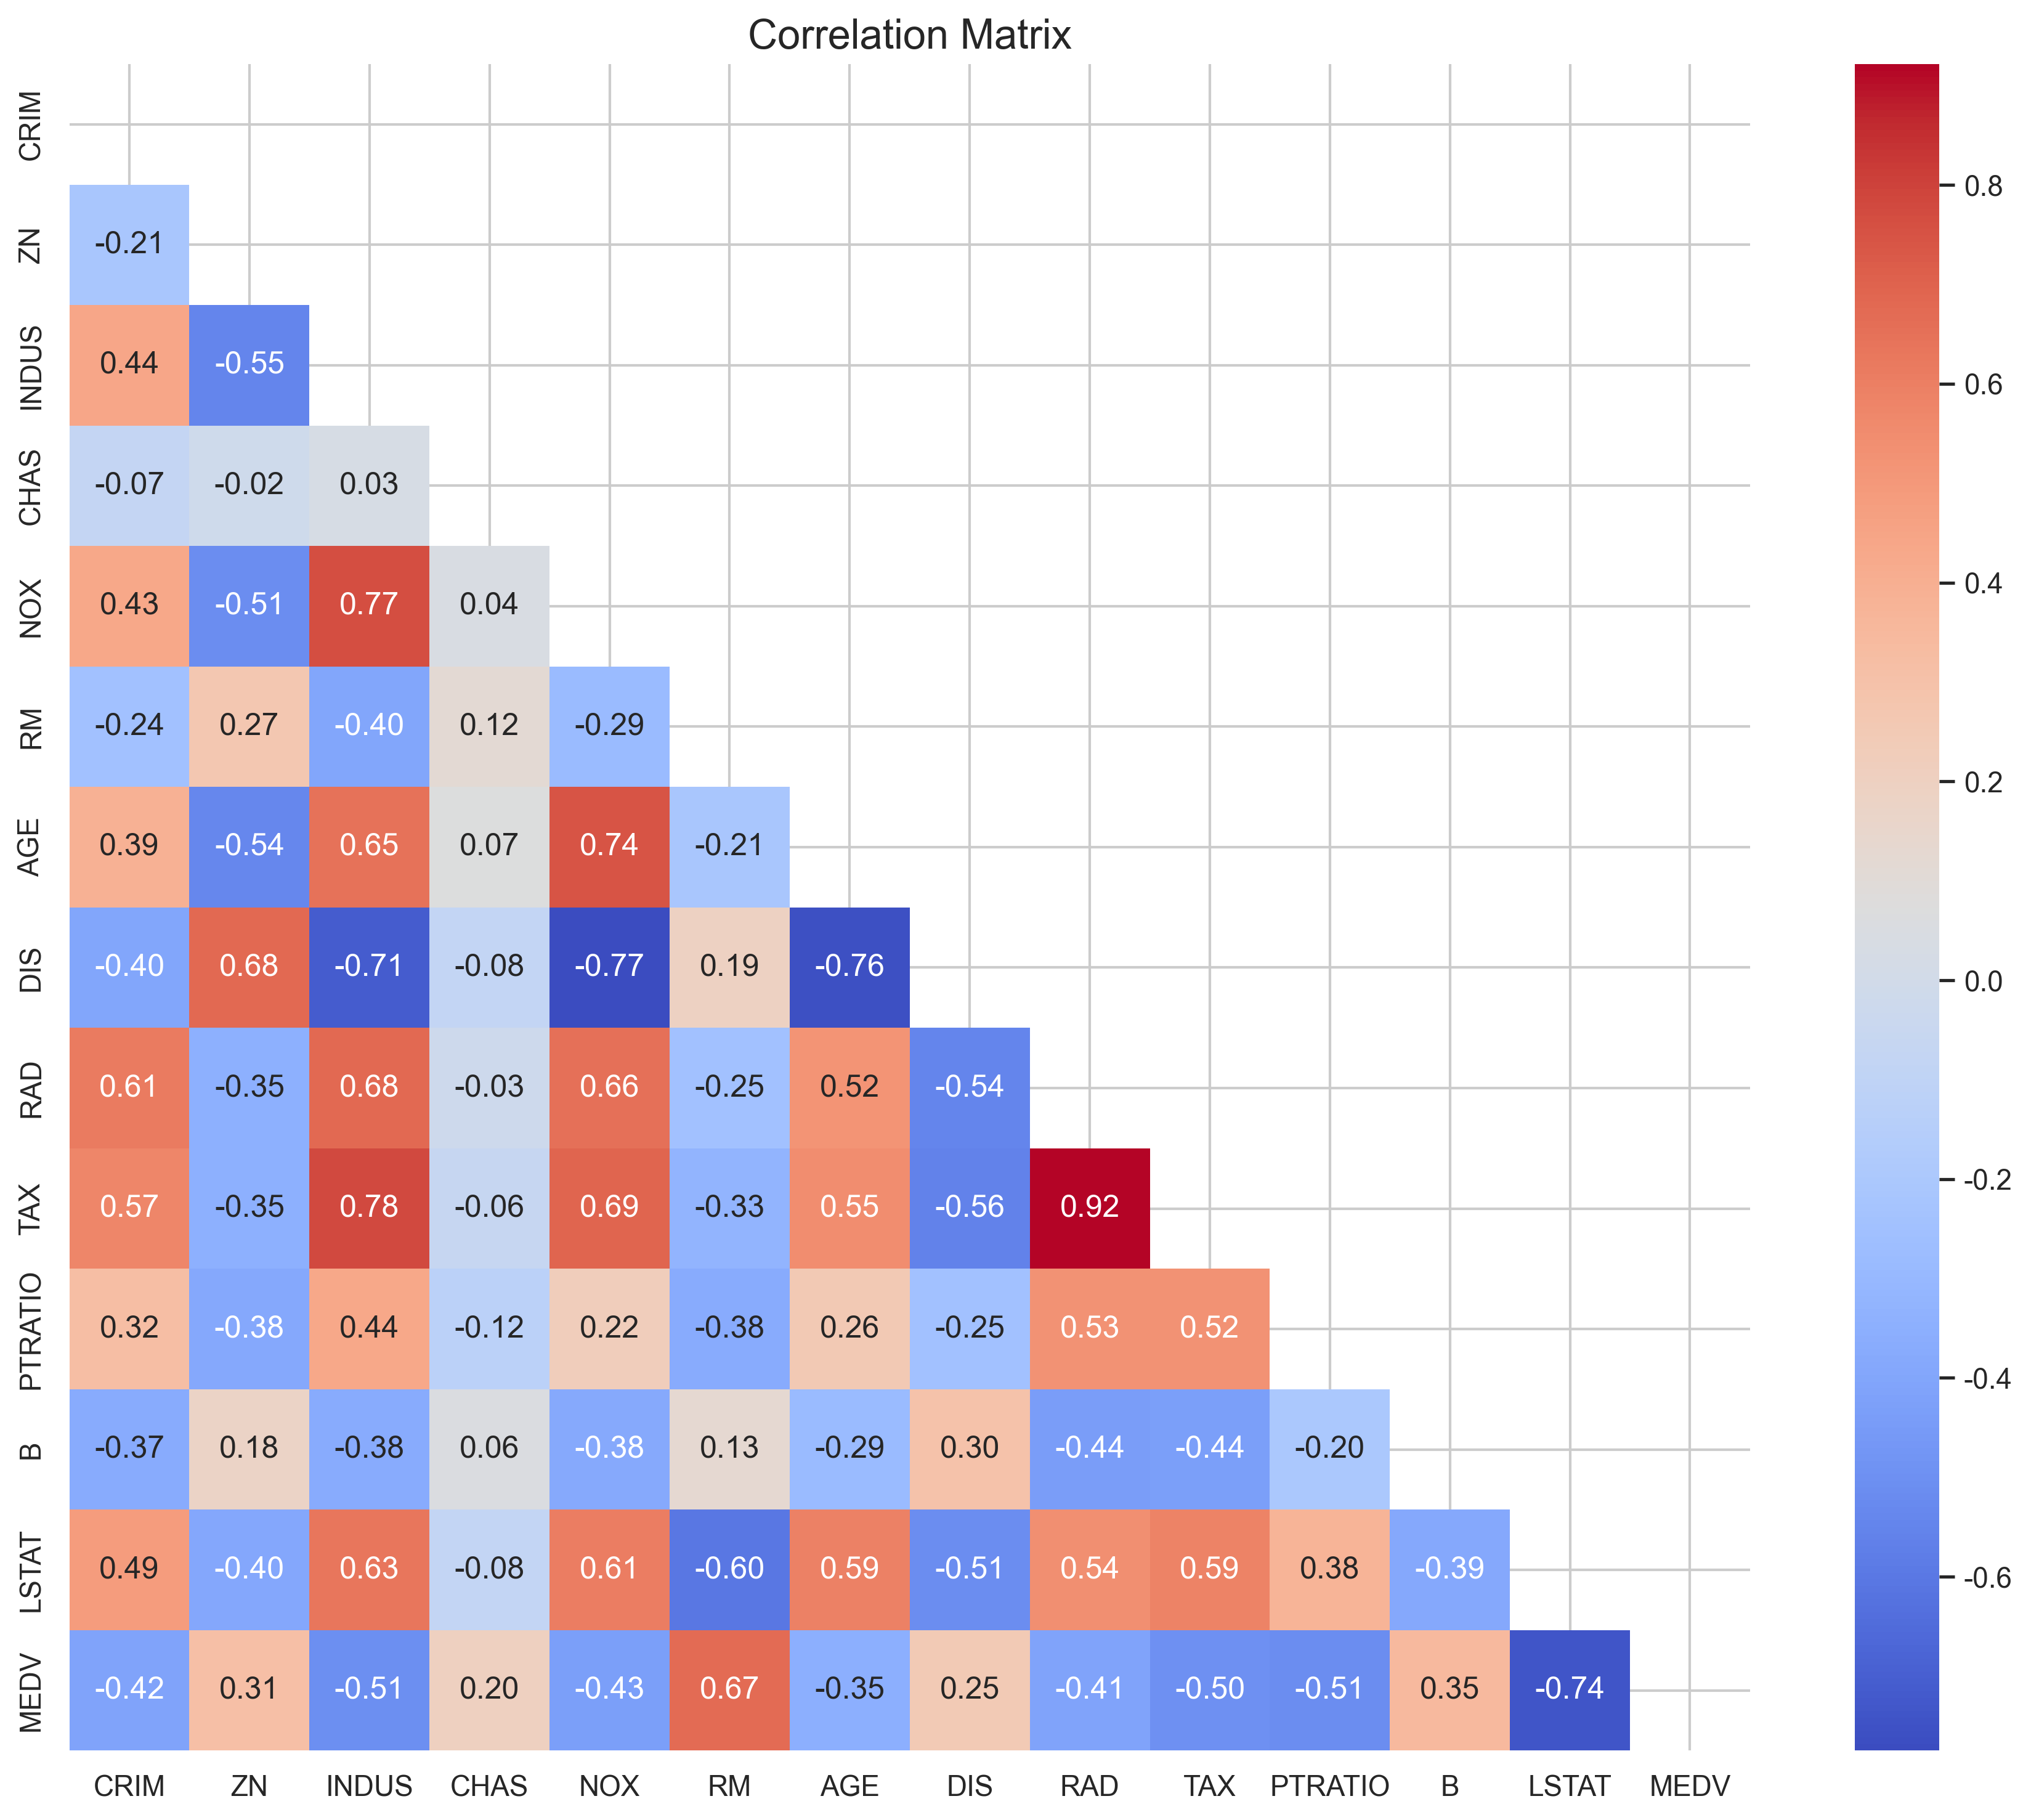 Correlation Matrix
CRIM
ZN -0.21
INDUS 0.44 -0.55
CHAS -0.07 -0.02 0.03
NOX 0.43 -0.51 0.77 0.04
RM -0.24 0.27 -0.40 0.12 -0.29
AGE 0.39 -0.54 0.65 0.07 0.74 -0.21
DIS -0.40 0.68 -0.71 -0.08 -0.77 0.19 -0.76
RAD 0.61 -0.35 0.68 -0.03 0.66 -0.25 0.52 -0.54
TAX 0.57 -0.35 0.78 -0.06 0.69 -0.33 0.55 -0.56 0.92
PTRATIO 0.32 -0.38 0.44 -0.12 0.22 -0.38 0.26 -0.25 0.53 0.52
B -0.37 0.18 -0.38 0.06 -0.38 0.13 -0.29 0.30 -0.44 -0.44 -0.20
LSTAT 0.49 -0.40 0.63 -0.08 0.61 -0.60 0.59 -0.51 0.54 0.59 0.38 -0.39
MEDV -0.42 0.31 -0.51 0.20 -0.43 0.67 -0.35 0.25 -0.41 -0.50 -0.51 0.35 -0.74
CRIM ZN INDUS CHAS NOX RM AGE DIS RAD TAX PTRATIO B LSTAT MEDV
0.8
0.6
0.4
0.2
0.0
-0.2
-0.4
-0.6